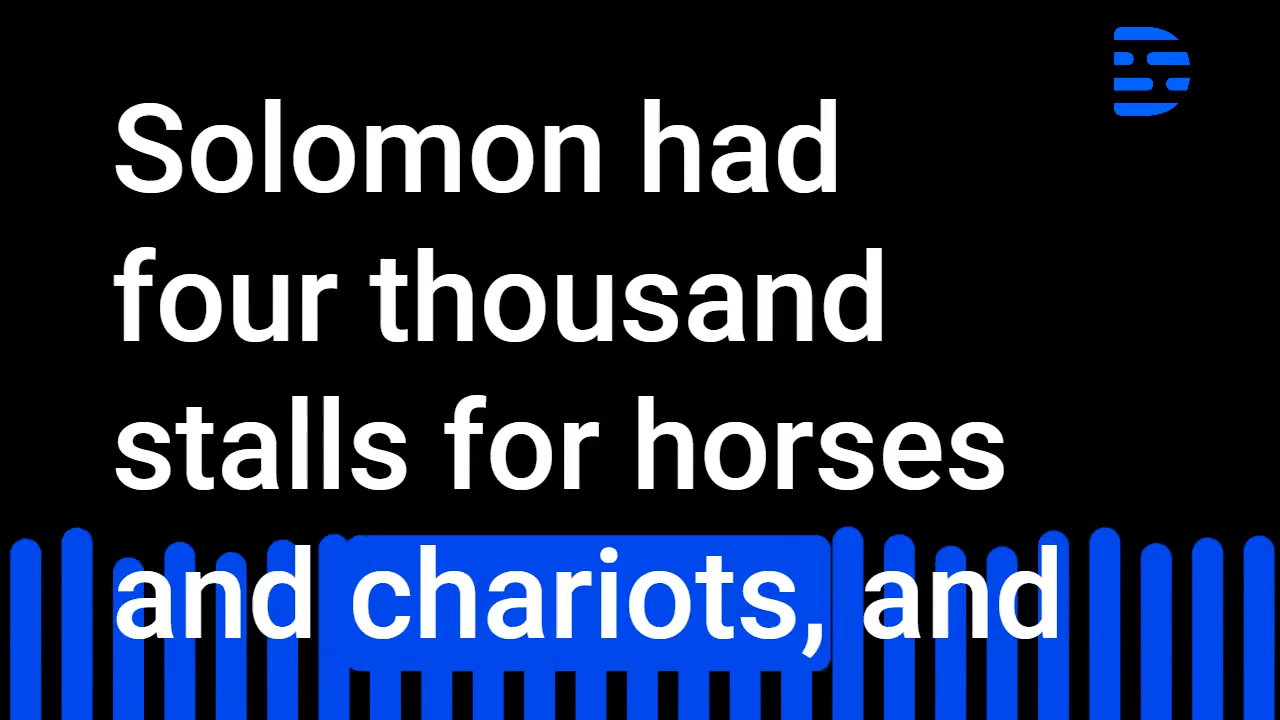 Solomon had
four thousand
stalls for horses
and chariots, and